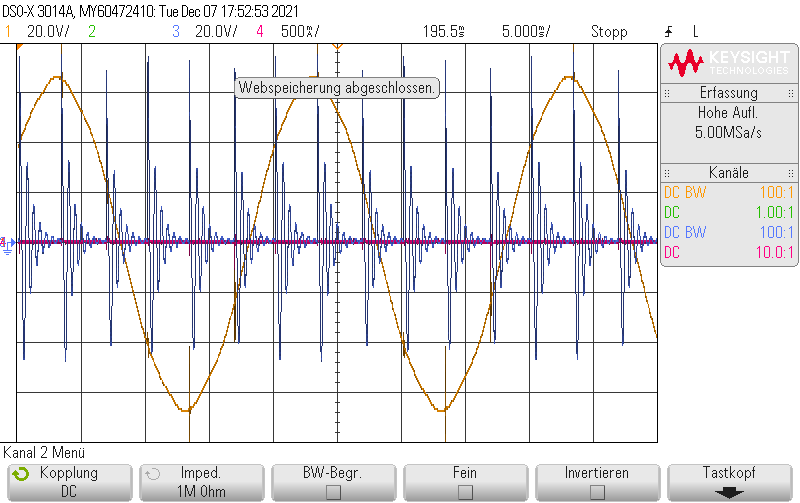 DSO-X 3014A, MY60472410: Tue Dec 07 17:52:53 2021
1 20.0V/ 2 3 20.0V/ 4 500%/ 195.5s 5.000%/ Stopp L
Webspeicherung abgeschlossen.
KEYSIGHT
TECHNOLOGIES
Erfassung
Hohe Aufl.
5.00MSa/s
Kanäle
DC BW 100:1
DC 1.00:1
DC BW 100:1
DC 10.0:1
Kanal 2 Menü
Kopplung
DC
Imped.
1M Ohm
BW-Begr.
Fein
Invertieren
Tastkopf